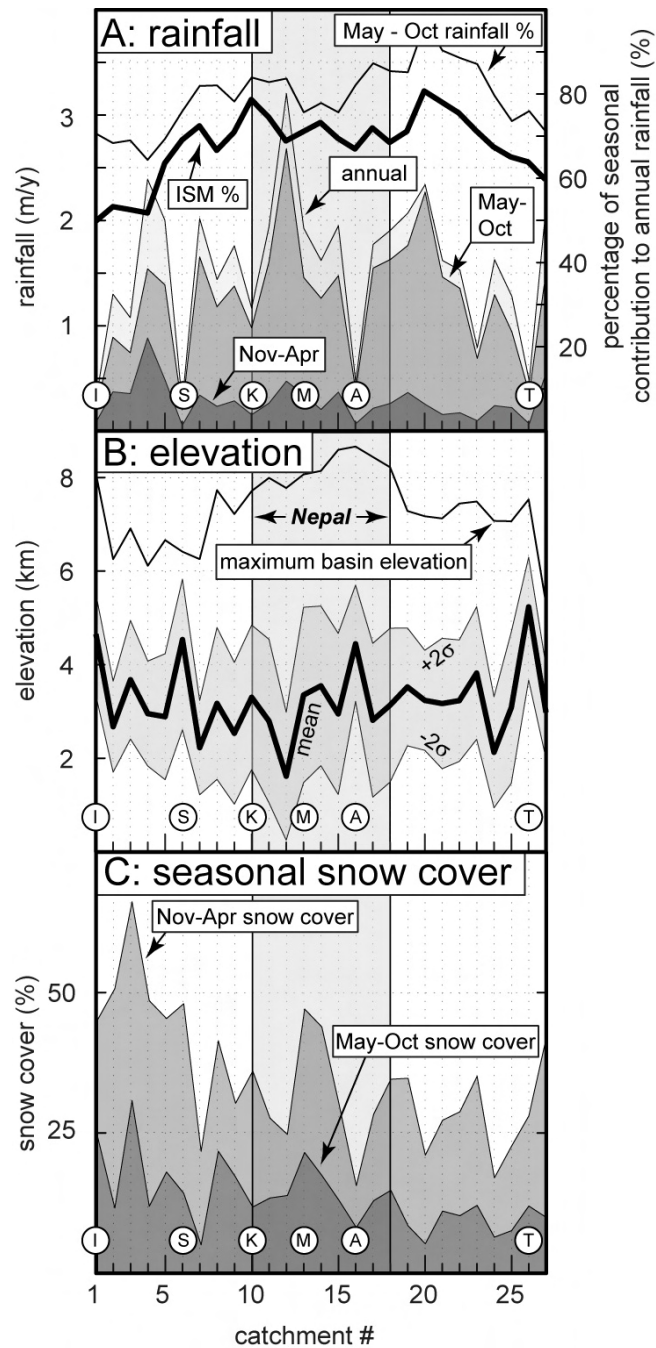 A: rainfall
May - Oct rainfall %
ISM %
annual
May-
Oct
Nov-Apr
rainfall (m/y)
3
2
1
percentage of seasonal
contribution to annual rainfall (%)
80
60
40
20
I S K M A T
B: elevation
Nepal
maximum basin elevation
+2σ
mean
-2σ
elevation (km)
8
6
4
2
I S K M A T
C: seasonal snow cover
Nov-Apr snow cover
May-Oct snow cover
snow cover (%)
50
25
I S K M A T
1 5 10 15 20 25
catchment #